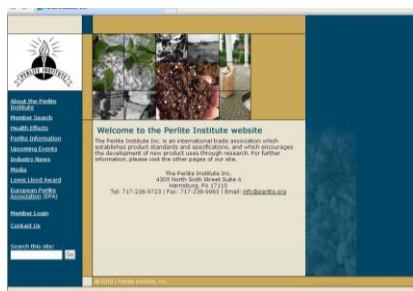 PERLITE INSTITUTE
About the Perlite
Institute
Member Search
Health Effects
Perlite Information
Upcoming Events
Industry News
Media
Lewis Lloyd Award
European Perlite
Association (EPA)
Member Login
Contact Us
Search this site:
Go
Welcome to the Perlite Institute website
The Perlite Institute Inc. is an international trade association which
establishes product standards and specifications, and which encourages
the development of new product uses through research. For further
information, please visit the other pages of our site.
The Perlite Institute Inc.
4305 North Sixth Street Suite A
Harrisburg, PA 17110
Tel: 717-238-9723 | Fax: 717-238-9985 | Email: info@perlite.org
© 2010 | Perlite Institute, Inc.